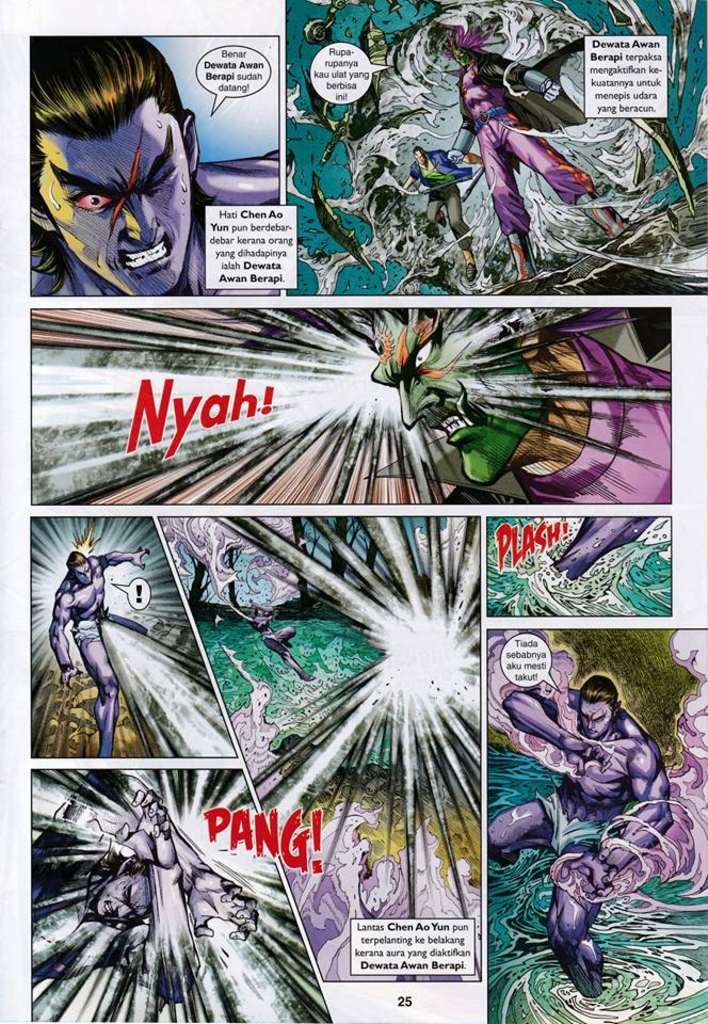 Benar
Dewata Awan
Berapi sudah
datang!
Hati Chen Ao
Yun pun berdebar-
debar kerana orang
yang dihadapinya
ialah Dewata
Awan Berapi.
Rupa-
rupanya
kau ulat yang
berbisa
ini!
Dewata Awan
Berapi terpaksa
mengaktifkan ke-
kuatannya untuk
menepis udara
yang beracun.
Nyah!
!
PLASH!
Tiada
sebabnya
aku mesti
takut!
PANG!
Lantas Chen Ao Yun pun
terpelanting ke belakang
kerana aura yang diaktifkan
Dewata Awan Berapi.
25